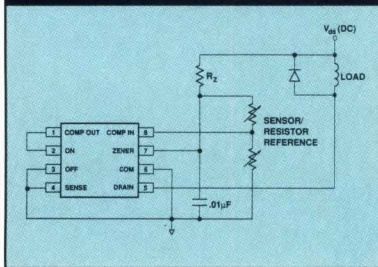 Vds (DC)
RZ
LOAD
SENSOR/
RESISTOR
REFERENCE
1 COMP OUT COMP IN 8
2 ON ZENER 7
3 OFF COM 6
4 SENSE DRAIN 5
.01µF